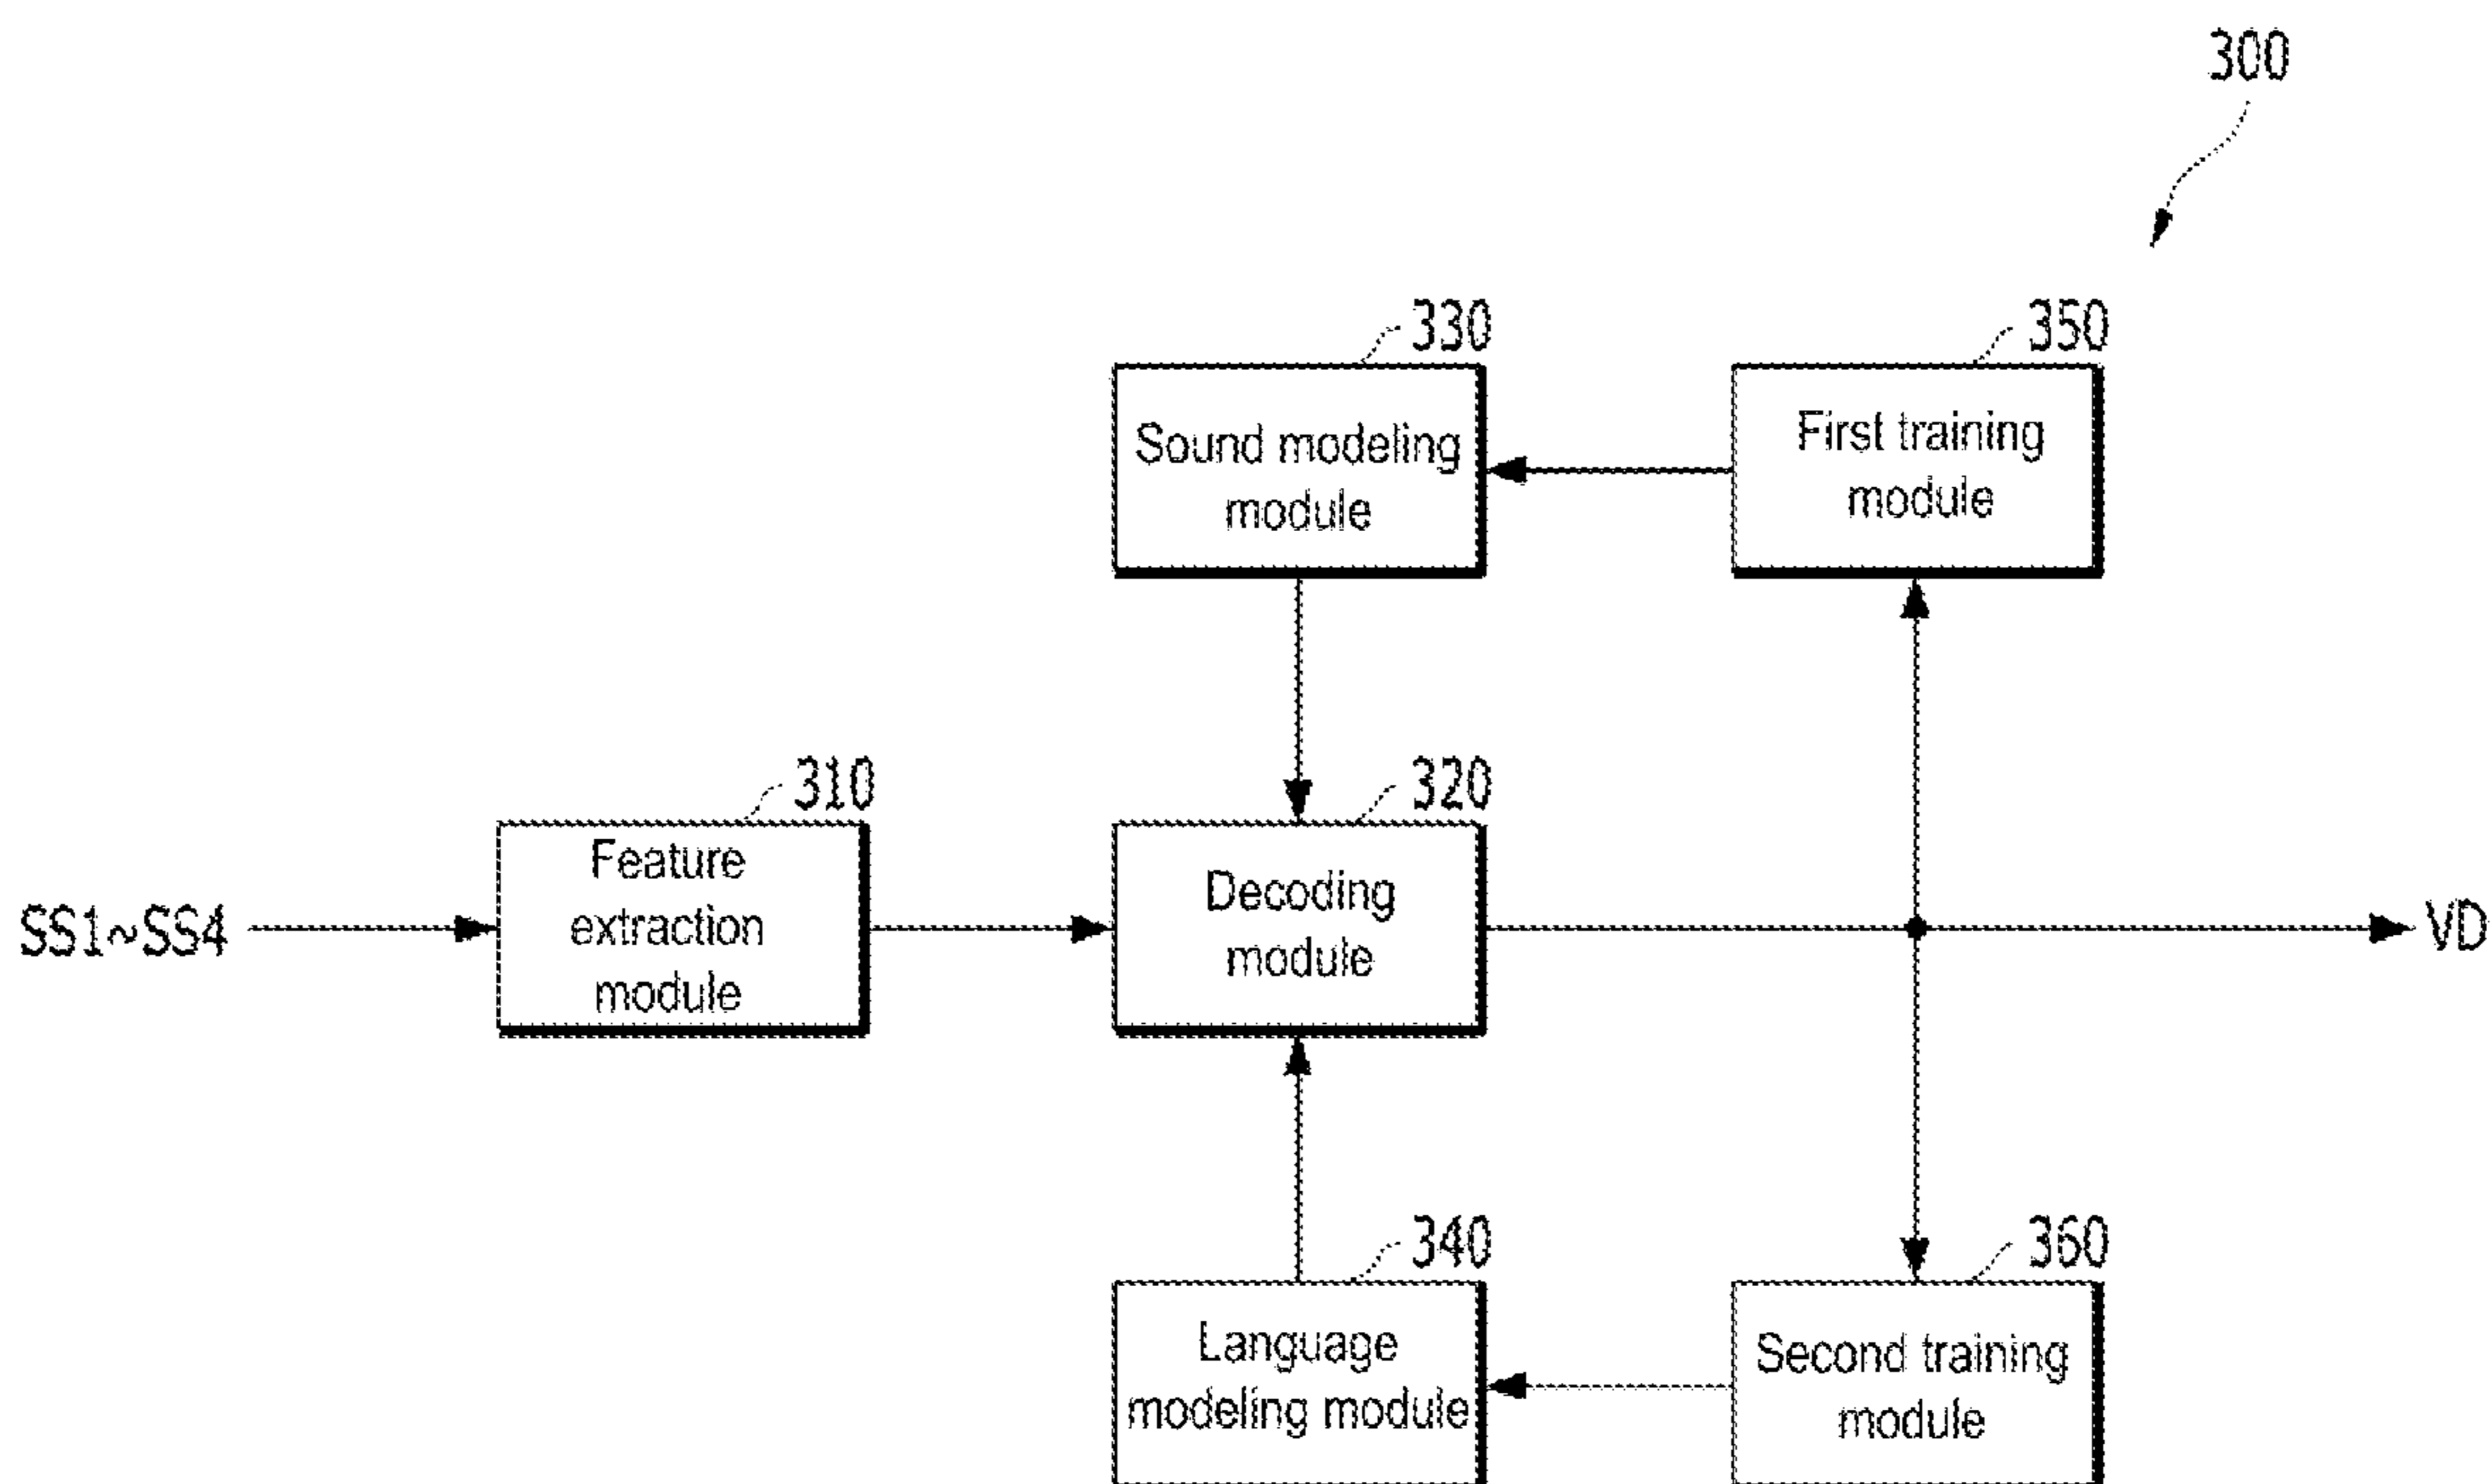 300
330
350
Sound modeling
module
First training
module
310
320
Feature
extraction
module
Decoding
module
SS1~SS4
VD
340
360
Language
modeling module
Second training
module